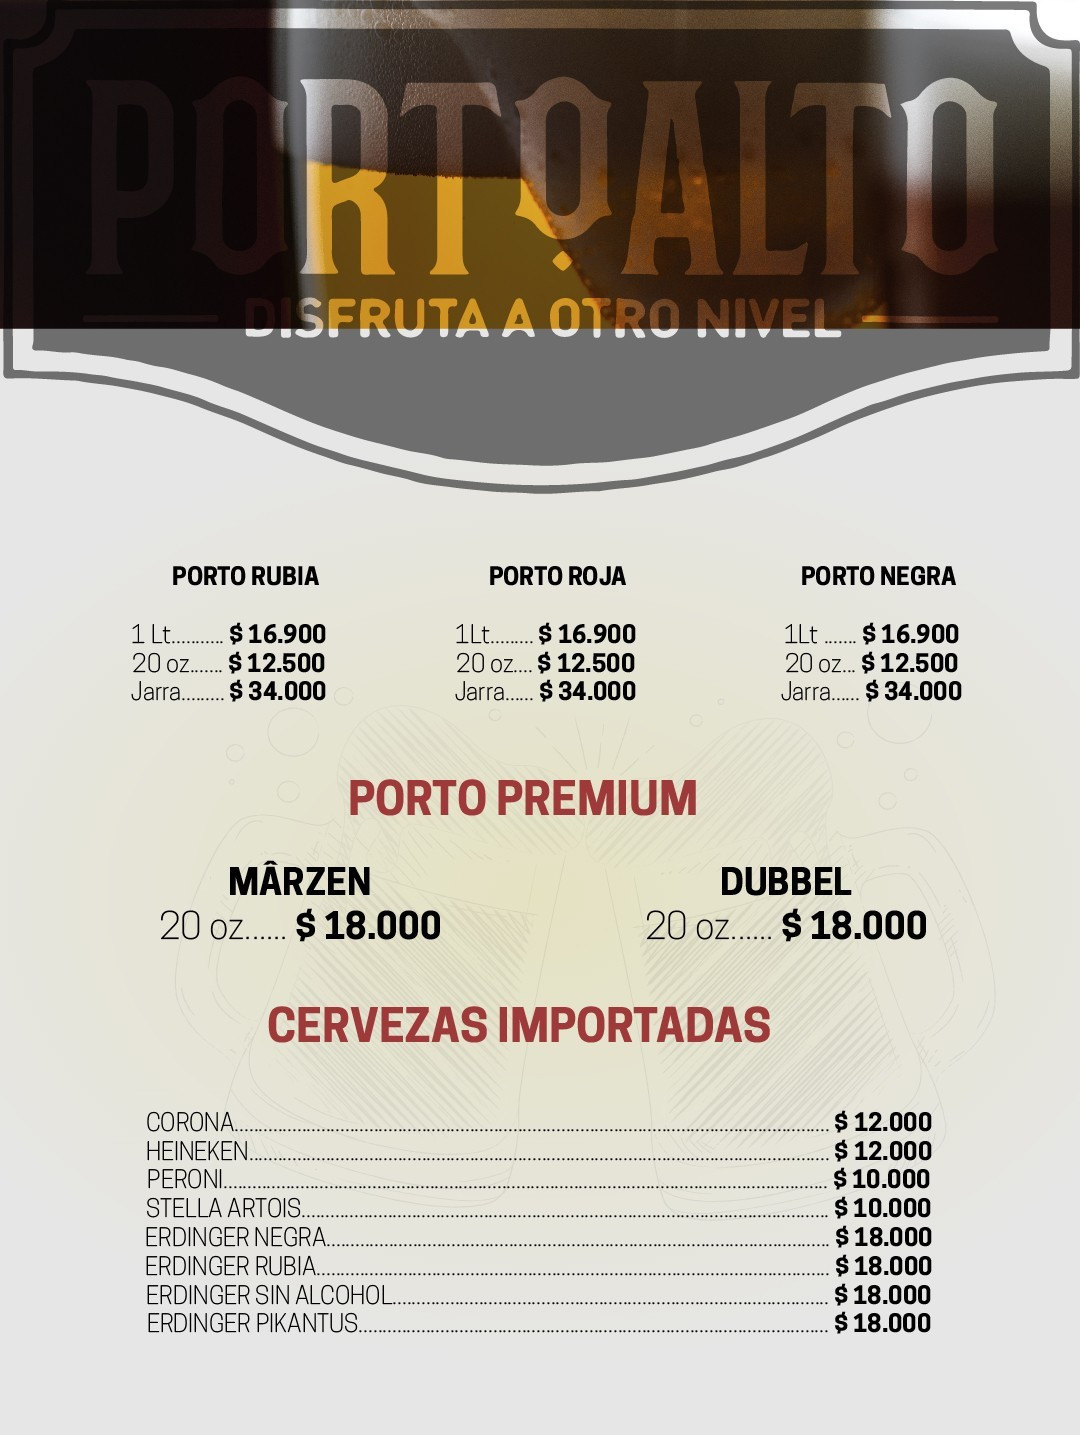 PORTOALTO
DISFRUTA A OTRO NIVEL
PORTO RUBIA
1 Lt.......... $ 16.900
20 oz...... $ 12.500
Jarra......... $ 34.000
PORTO ROJA
1Lt......... $ 16.900
20 oz.... $ 12.500
Jarra...... $ 34.000
PORTO NEGRA
1Lt ...... $ 16.900
20 oz... $ 12.500
Jarra...... $ 34.000
PORTO PREMIUM
MÂRZEN
20 oz...... $ 18.000
DUBBEL
20 oz...... $ 18.000
CERVEZAS IMPORTADAS
CORONA.......... $ 12.000
HEINEKEN.......... $ 12.000
PERONI.......... $ 10.000
STELLA ARTOIS.......... $ 10.000
ERDINGER NEGRA.......... $ 18.000
ERDINGER RUBIA.......... $ 18.000
ERDINGER SIN ALCOHOL.......... $ 18.000
ERDINGER PIKANTUS.......... $ 18.000